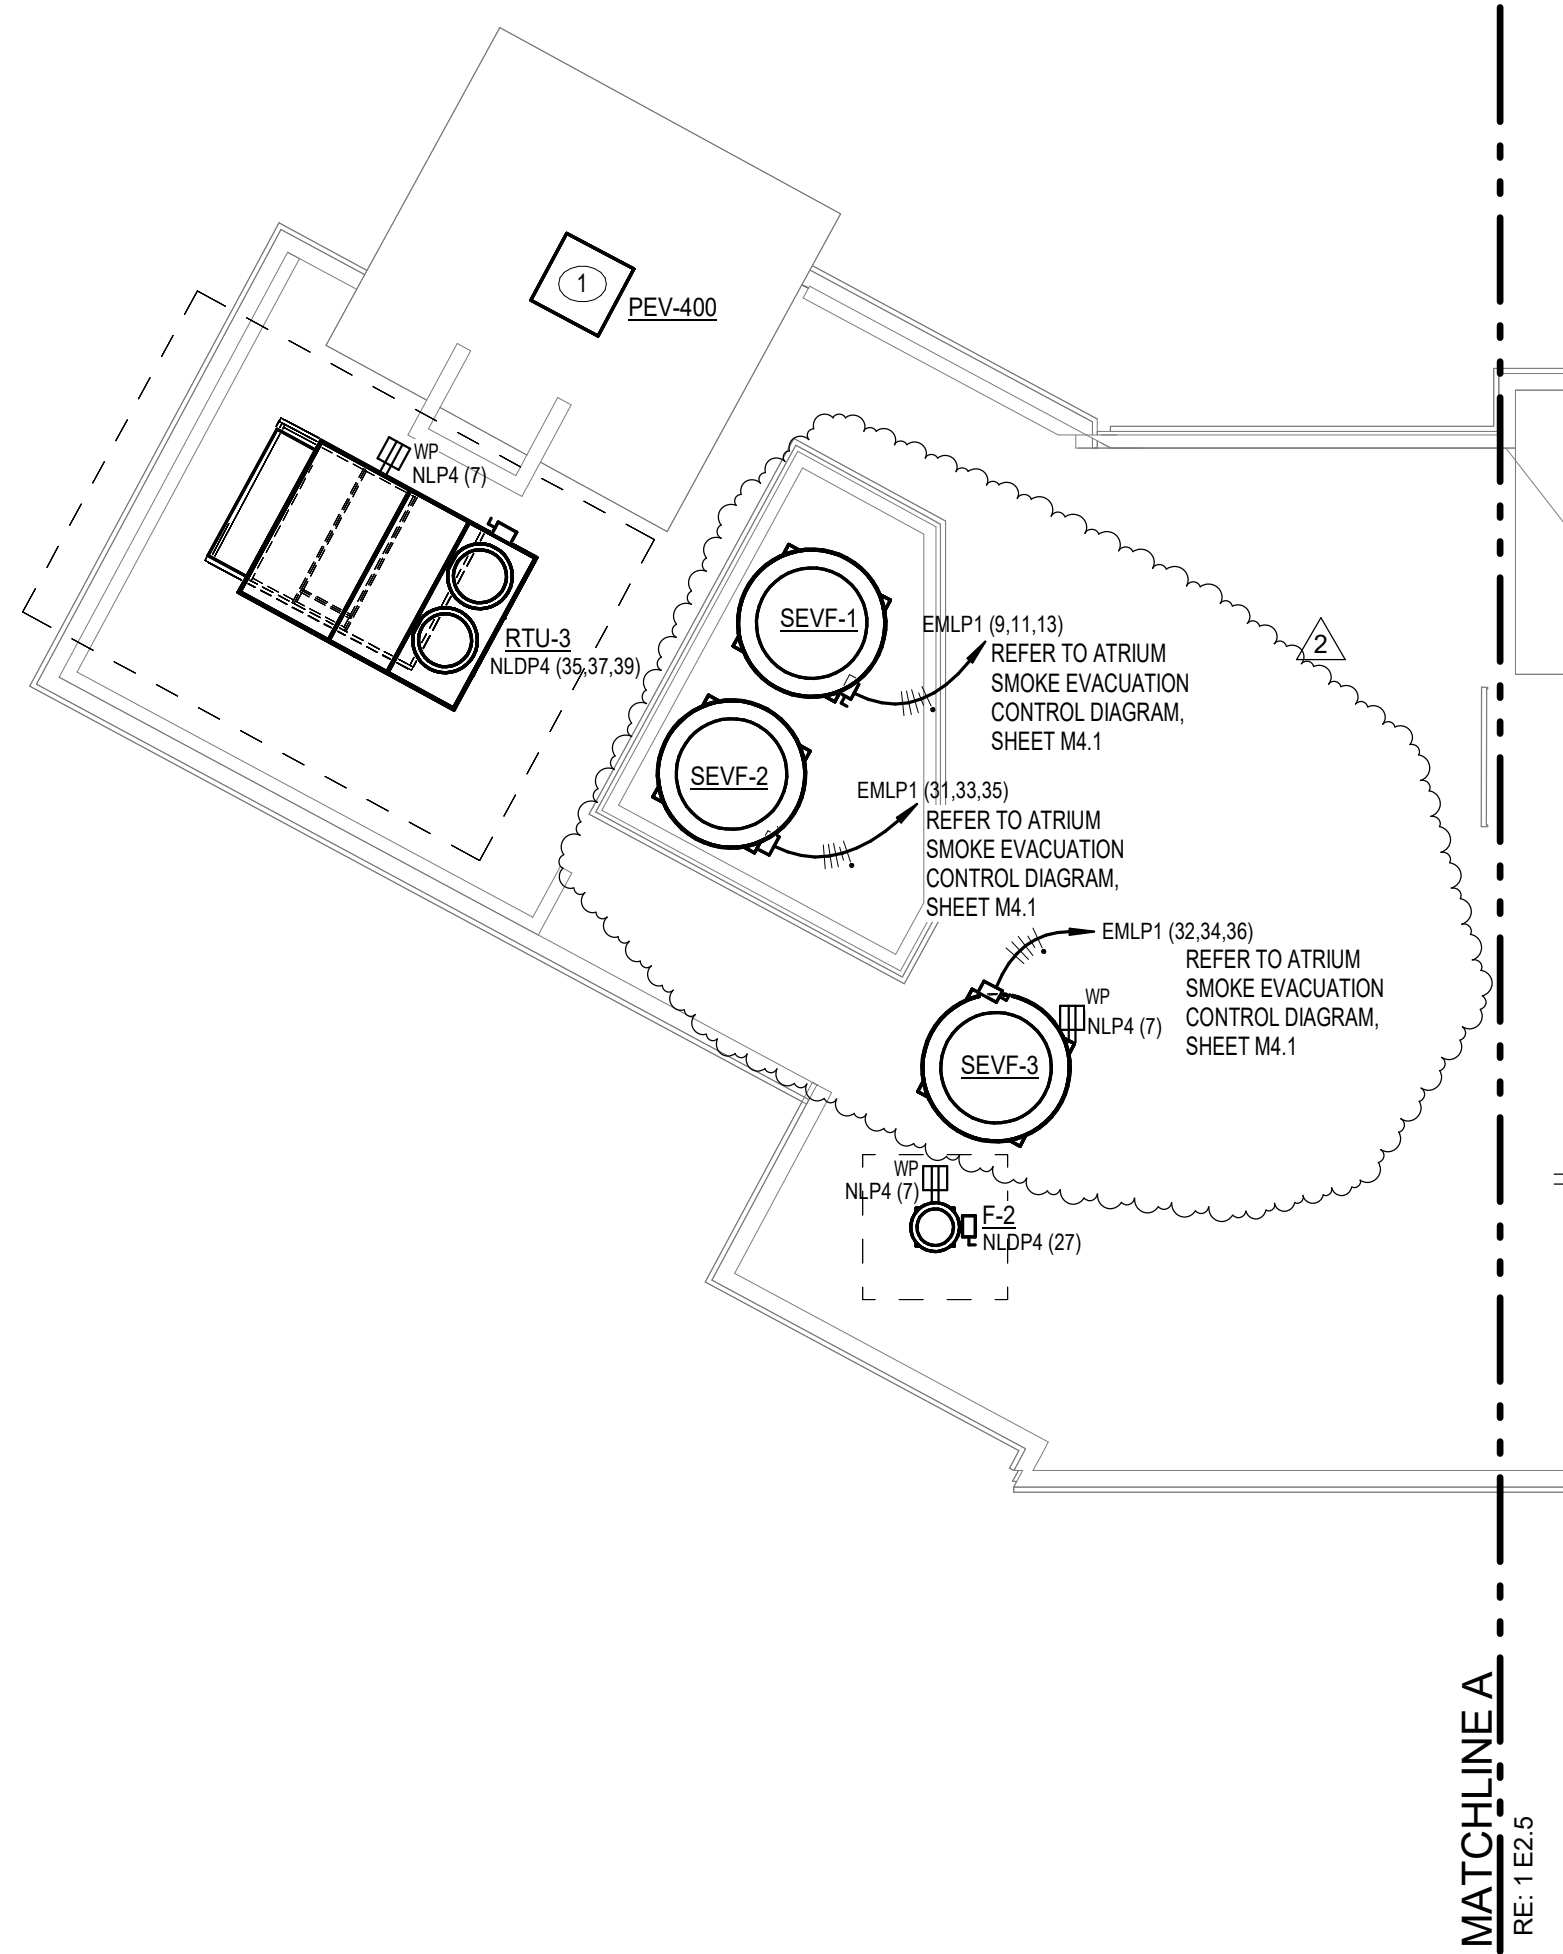 1
PEV-400
WP
NLP4 (7)
RTU-3
NLDP4 (35,37,39)
SEVF-1
EMLP1 (9,11,13)
REFER TO ATRIUM
SMOKE EVACUATION
CONTROL DIAGRAM,
SHEET M4.1
2
SEVF-2
EMLP1 (31,33,35)
REFER TO ATRIUM
SMOKE EVACUATION
CONTROL DIAGRAM,
SHEET M4.1
EMLP1 (32,34,36)
REFER TO ATRIUM
SMOKE EVACUATION
CONTROL DIAGRAM,
SHEET M4.1
WP
NLP4 (7)
SEVF-3
WP
NLP4 (7)
F-2
NLDP4 (27)
MATCHLINE A
RE: 1 E2.5